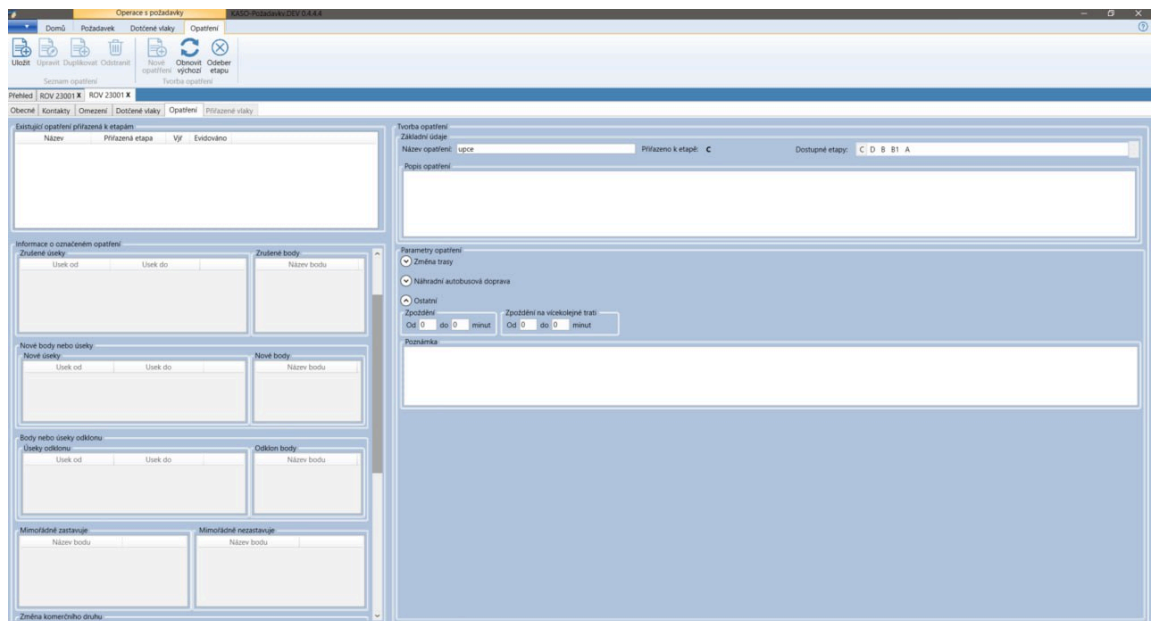 Operace s požadavky KASO-Požadavky.DEV 0.4.4.4
Domů Požadavek Dotčené vlaky Opatření
Uložit Upravit Duplikovat Odstranit Nové opatření Obnovit výchozí Odeber etapu
Seznam opatření Tvorba opatření
Přehled ROV 23001 X ROV 23001 X
Obecné Kontakty Omezení Dotčené vlaky Opatření Přiřazené vlaky
Existující opatření přiřazená k etapám
Název Přiřazená etapa Vjř Evidováno
Informace o označeném opatření
Zrušené úseky Zrušené body
Usek od Usek do Název bodu
Nové body nebo úseky
Nové úseky Nové body
Usek od Usek do Název bodu
Body nebo úseky odklonu
Úseky odklonu Odklon body
Usek od Usek do Název bodu
Mimořádně zastavuje Mimořádně nezastavuje
Název bodu Název bodu
Změna komerčního druhu
Tvorba opatření
Základní údaje
Název opatření: upce Přiřazeno k etapě: C Dostupné etapy: C D B B1 A
Popis opatření
Parametry opatření
Změna trasy
Náhradní autobusová doprava
Ostatní
Zpoždění Zpoždění na vícekolejné trati
Od 0 do 0 minut Od 0 do 0 minut
Poznámka